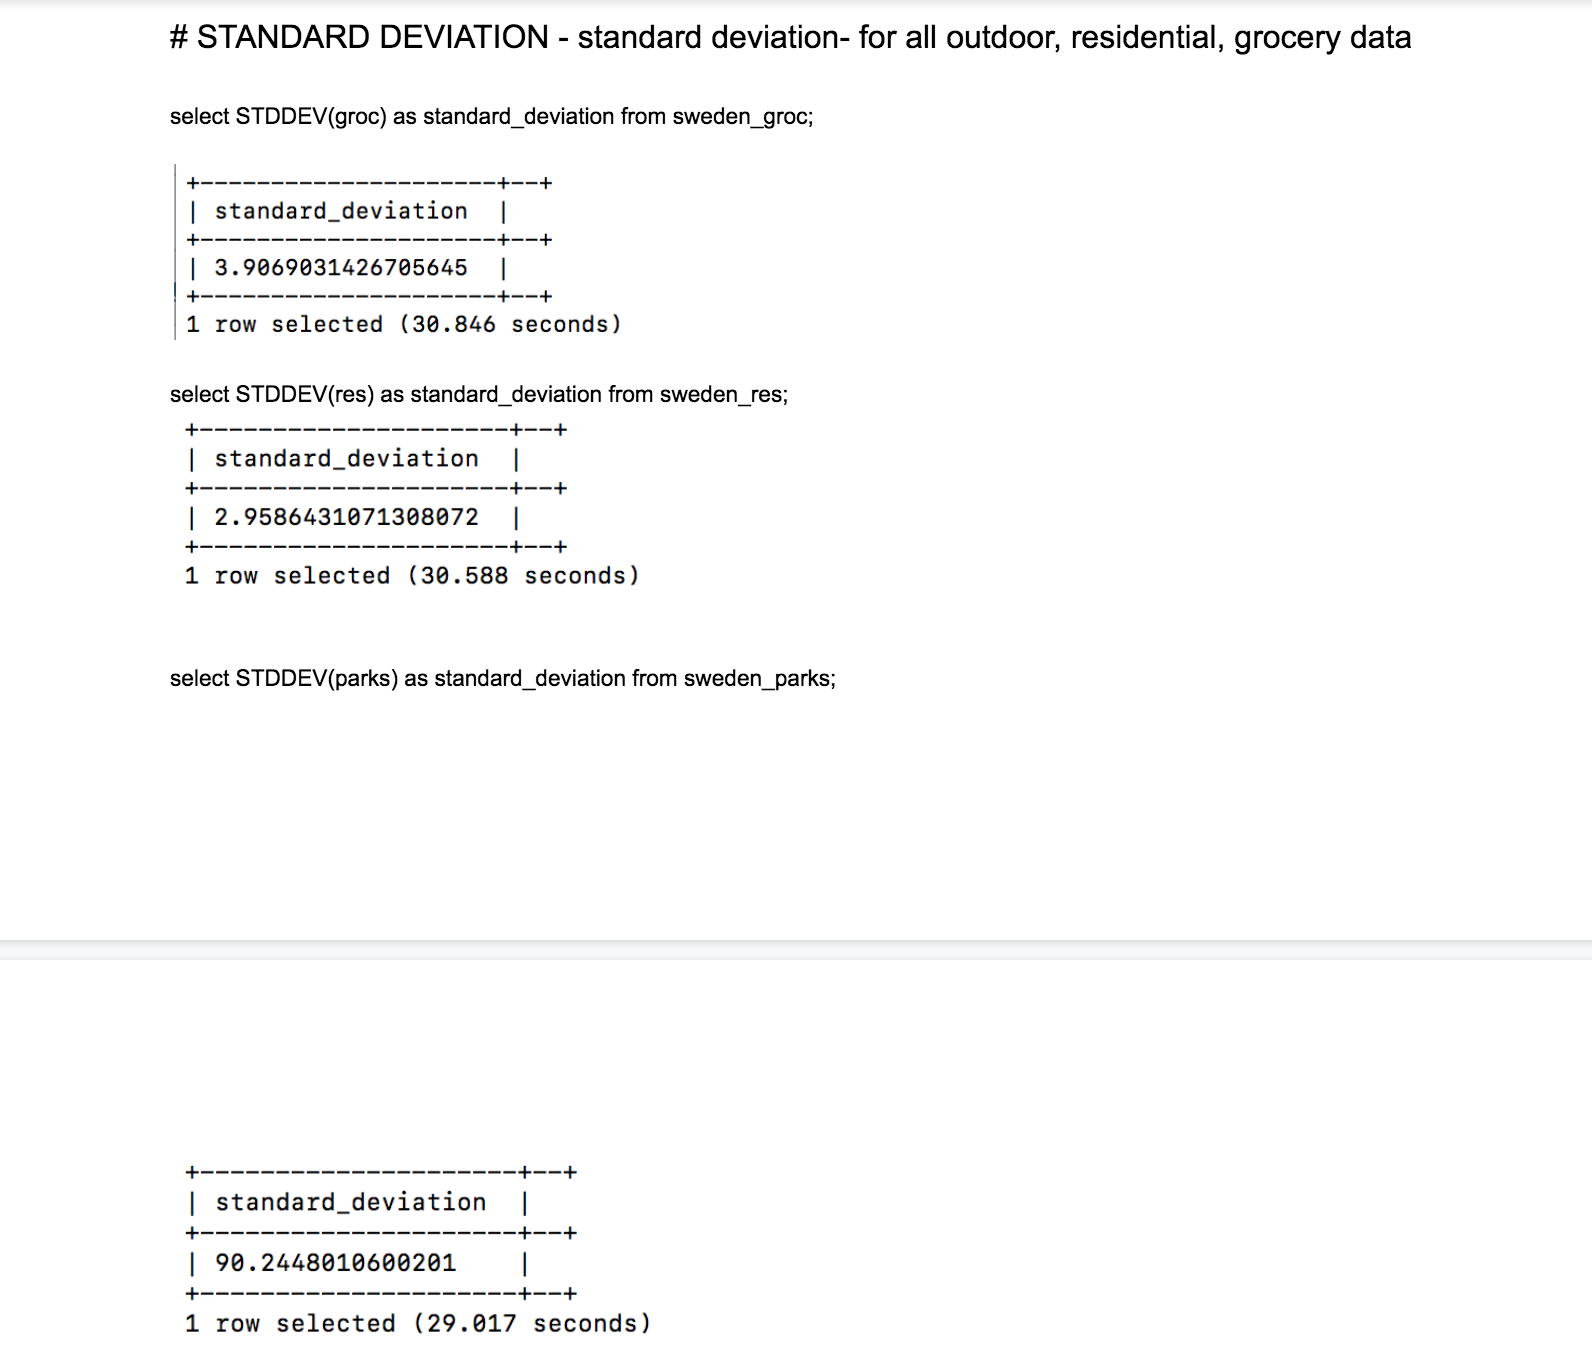 # STANDARD DEVIATION - standard deviation- for all outdoor, residential, grocery data
select STDDEV(groc) as standard_deviation from sweden_groc;
+---------------------+--+
| standard_deviation  |
+---------------------+--+
| 3.9069031426705645  |
+---------------------+--+
1 row selected (30.846 seconds)
select STDDEV(res) as standard_deviation from sweden_res;
+---------------------+--+
| standard_deviation  |
+---------------------+--+
| 2.9586431071308072  |
+---------------------+--+
1 row selected (30.588 seconds)
select STDDEV(parks) as standard_deviation from sweden_parks;
+---------------------+--+
| standard_deviation  |
+---------------------+--+
| 90.2448010600201    |
+---------------------+--+
1 row selected (29.017 seconds)